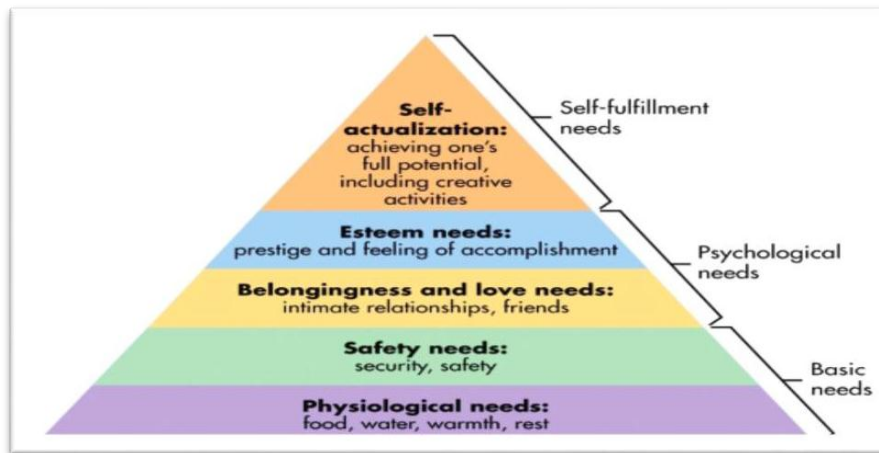 Self-
actualization:
achieving one's
full potential,
including creative
activities
Self-fulfillment
needs
Esteem needs:
prestige and feeling of accomplishment
Psychological
needs
Belongingness and love needs:
intimate relationships, friends
Safety needs:
security, safety
Basic
needs
Physiological needs:
food, water, warmth, rest